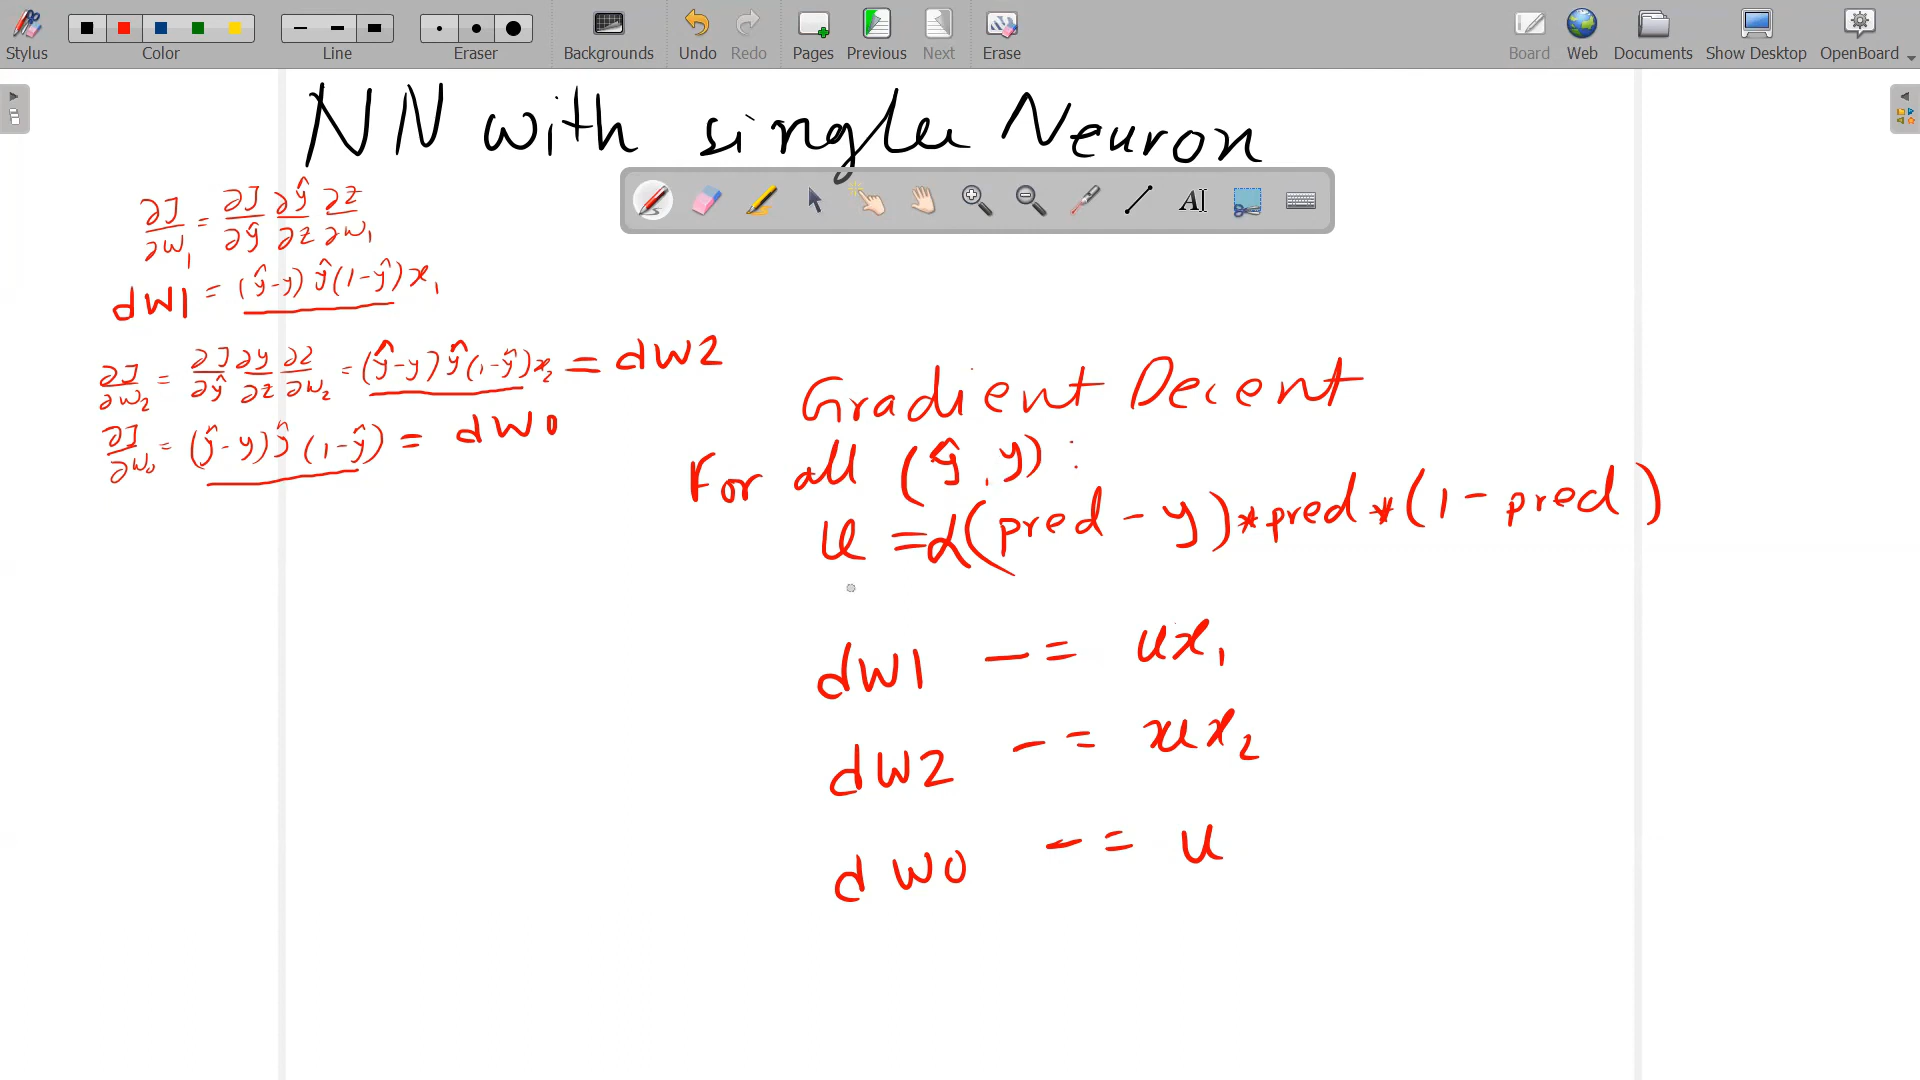 Stylus Color Line Eraser Backgrounds Undo Redo Pages Previous Next Erase Board Web Documents Show Desktop OpenBoard
NN with single Neuron
AI
∂J/∂w₁ = ∂J/∂ŷ ∂ŷ/∂z ∂z/∂w₁
dW1 = (ŷ-y) ŷ(1-ŷ)x₁
∂J/∂w₂ = ∂J/∂ŷ ∂y/∂z ∂z/∂w₂ = (ŷ-y)ŷ(1-ŷ)x₂ = dW2
∂J/∂w₀ = (ŷ-y)ŷ(1-ŷ) = dW0
Gradient Decent
For all (ŷ,y):
u = α(pred-y)*pred*(1-pred)
dW1 -= ux₁
dW2 -= ux₂
dW0 -= u